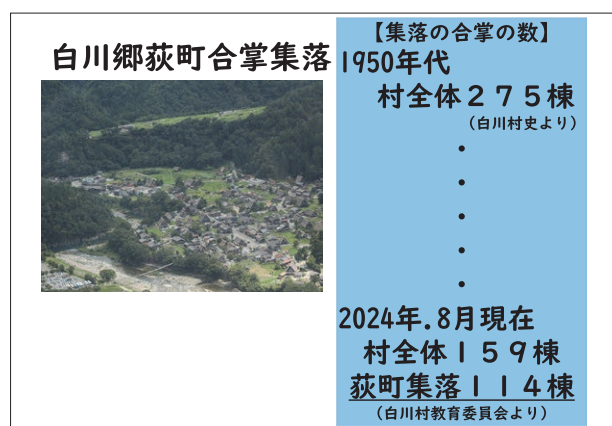 白川郷荻町合掌集落
【集落の合掌の数】
1950年代
村全体２７５棟
(白川村史より)
・
・
・
・
・
2024年.8月現在
村全体１５９棟
荻町集落１１４棟
(白川村教育委員会より)